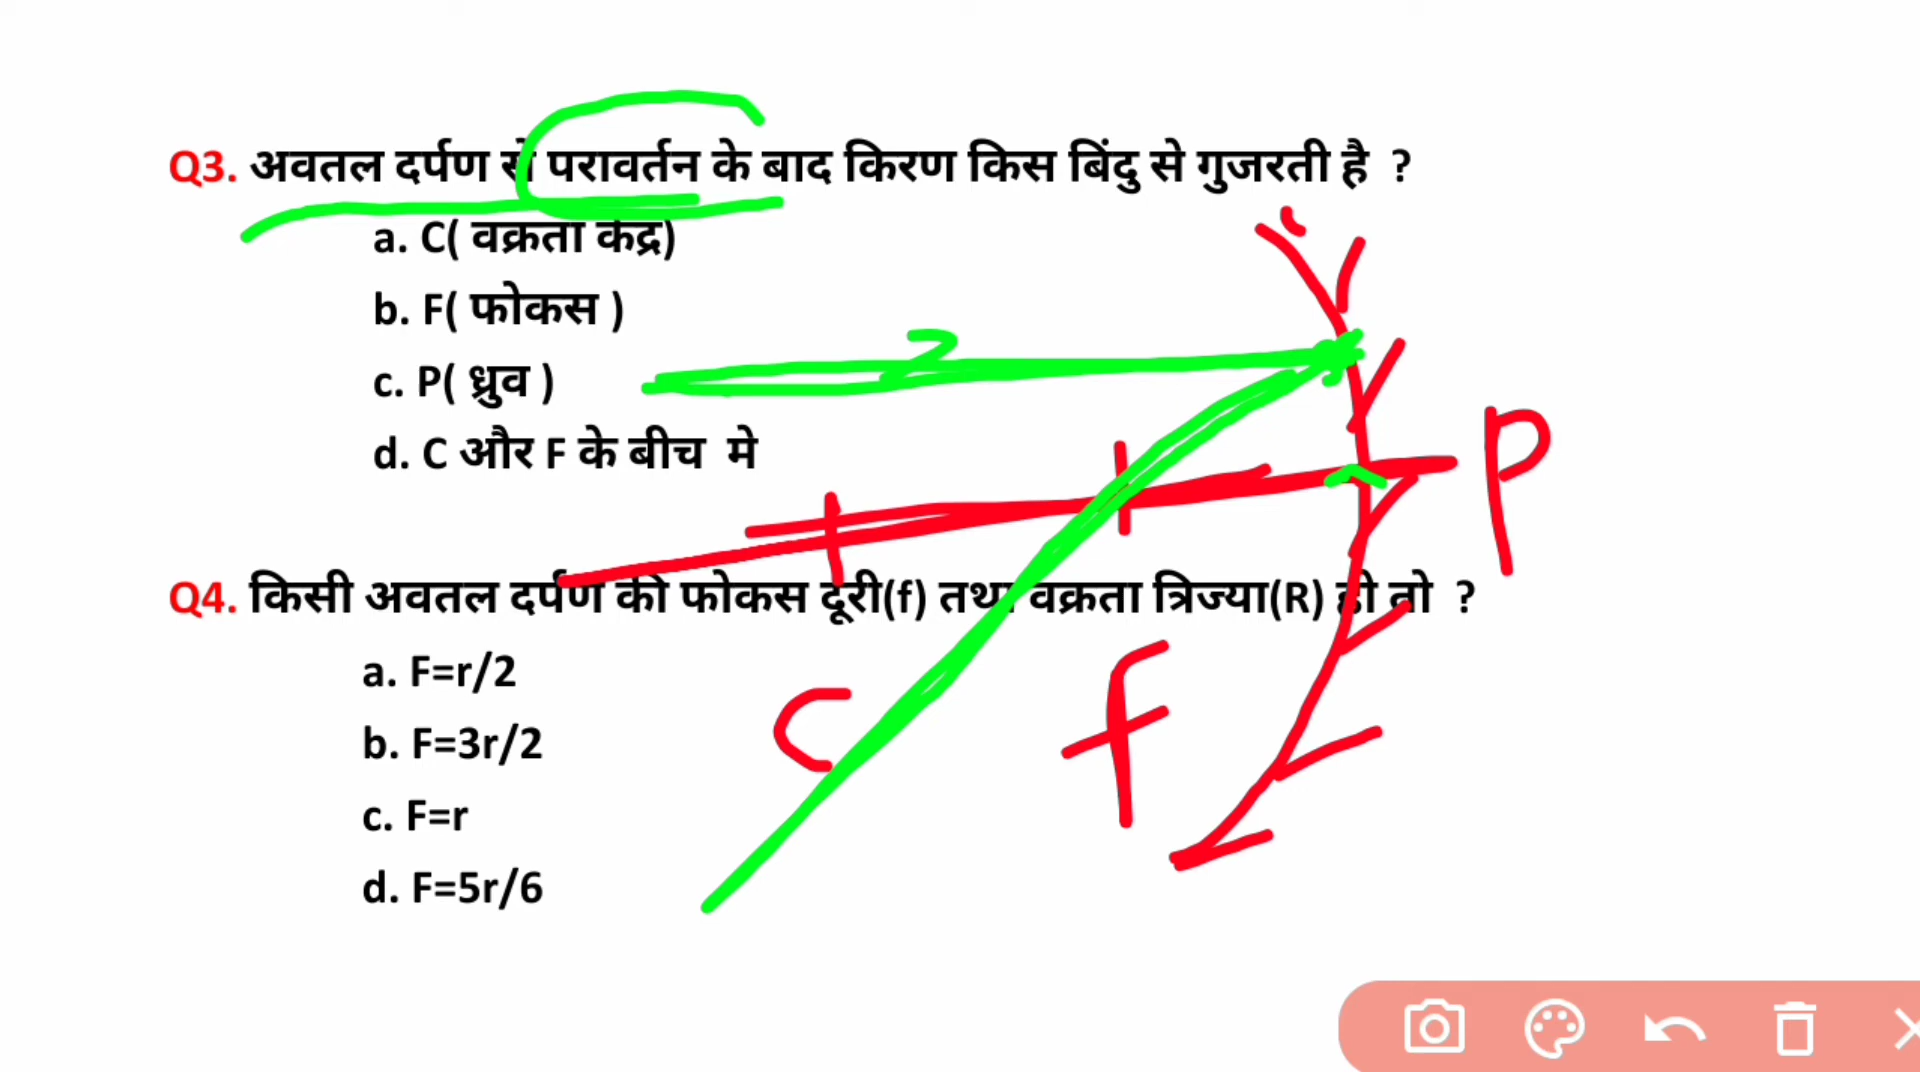 Q3. अवतल दर्पण से परावर्तन के बाद किरण किस बिंदु से गुजरती है ?
a. C( वक्रता केंद्र)
b. F( फोकस )
c. P( ध्रुव )
d. C और F के बीच मे
P
Q4. किसी अवतल दर्पण की फोकस दूरी(f) तथा वक्रता त्रिज्या(R) हो तो ?
a. F=r/2
b. F=3r/2
c. F=r
d. F=5r/6
C
f